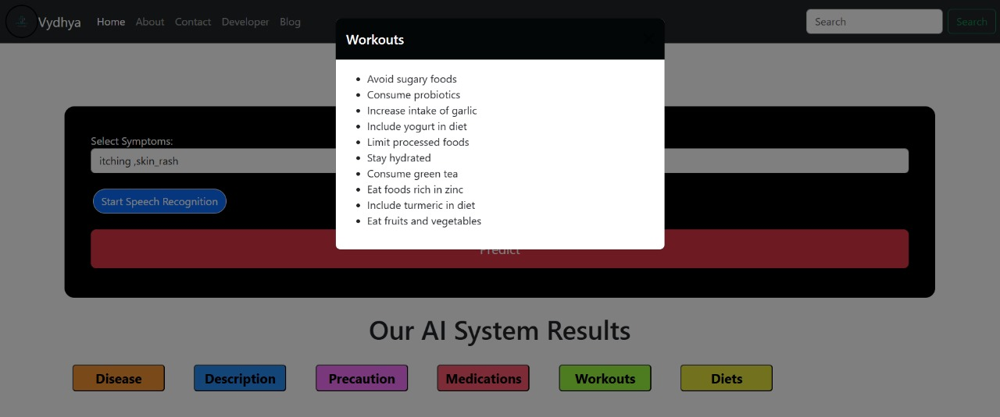 Vydhya Home About Contact Developer Blog Search Search
Workouts
Avoid sugary foods
Consume probiotics
Increase intake of garlic
Include yogurt in diet
Limit processed foods
Stay hydrated
Consume green tea
Eat foods rich in zinc
Include turmeric in diet
Eat fruits and vegetables
Select Symptoms:
itching ,skin_rash
Start Speech Recognition
Predict
Our AI System Results
Disease Description Precaution Medications Workouts Diets